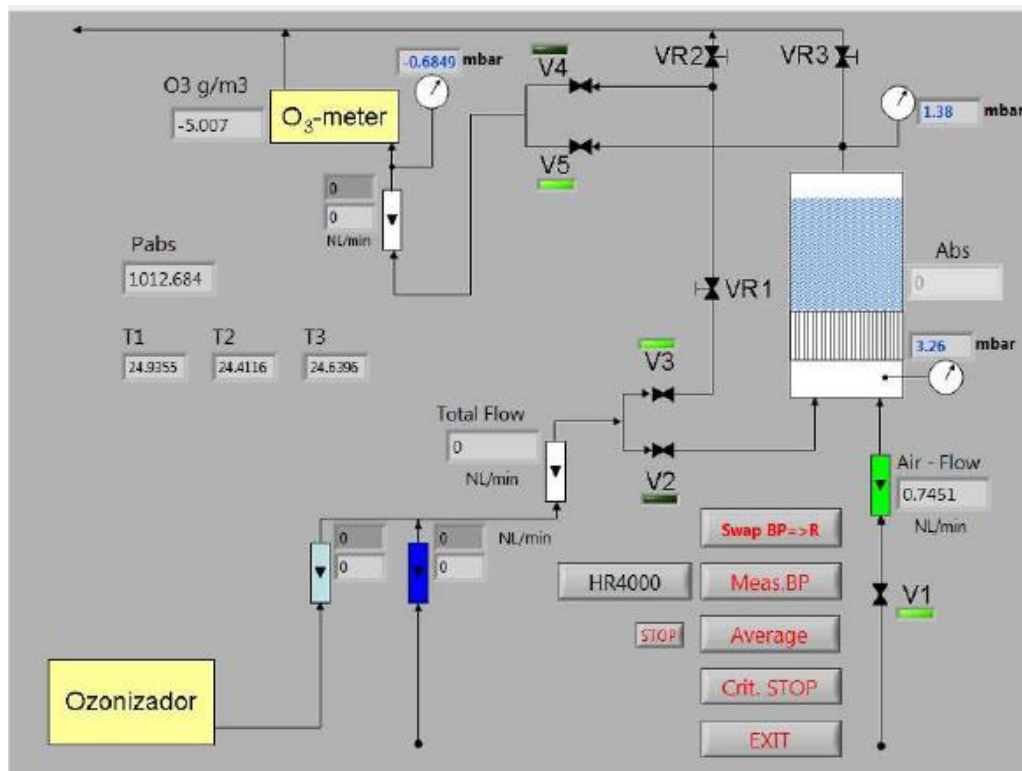 -0.6849 mbar
V4
VR2
VR3
O3 g/m3
-5.007
O3-meter
1.38 mbar
V5
0
0
NL/min
Pabs
1012.684
Abs
0
VR1
T1 T2 T3
24.9355 24.4116 24.6396
V3
3.26 mbar
Total Flow
0
NL/min
V2
Air - Flow
0.7451
NL/min
0 0 NL/min
0 0
Swap BP=>R
HR4000 Meas.BP
V1
STOP Average
Crit. STOP
Ozonizador
EXIT